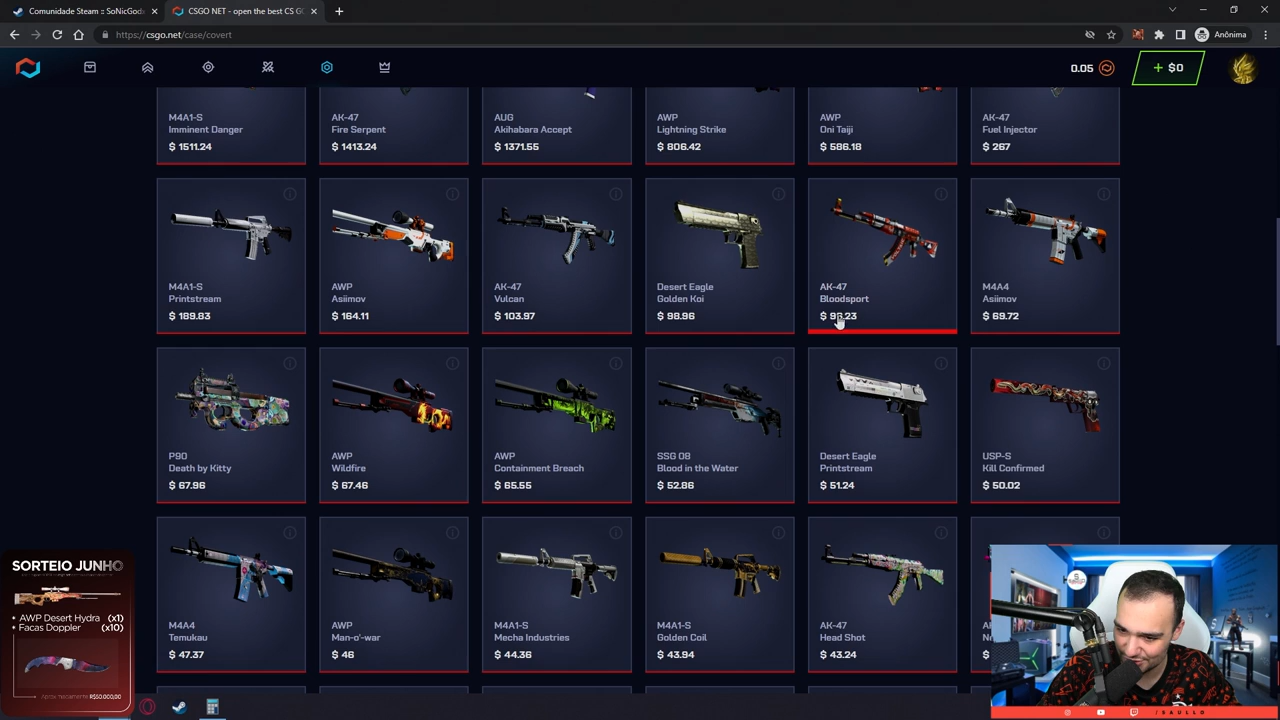 Comunidade Steam :: SoNicGoda
CSGO NET - open the best CS GO
Anônima
https://csgo.net/case/covert
0.05
+ $0
M4A1-S
Imminent Danger
$ 1511.24
AK-47
Fire Serpent
$ 1413.24
AUG
Akihabara Accept
$ 1371.55
AWP
Lightning Strike
$ 806.42
AWP
Oni Taiji
$ 586.18
AK-47
Fuel Injector
$ 267
M4A1-S
Printstream
$ 189.83
AWP
Asiimov
$ 164.11
AK-47
Vulcan
$ 103.97
Desert Eagle
Golden Koi
$ 98.96
AK-47
Bloodsport
M4A4
Asiimov
$ 69.72
P90
Death by Kitty
$ 67.96
AWP
Wildfire
$ 67.46
AWP
Containment Breach
$ 65.55
SSG 08
Blood in the Water
$ 52.86
Desert Eagle
Printstream
$ 51.24
USP-S
Kill Confirmed
$ 50.02
M4A4
Temukau
$ 47.37
AWP
Man-o'-war
$ 46
M4A1-S
Mecha Industries
$ 44.36
M4A1-S
Golden Coil
$ 43.94
AK-47
Head Shot
$ 43.24
SORTEIO JUNHO
• AWP Desert Hydra (x1)
• Facas Doppler (x10)
/SAULLO